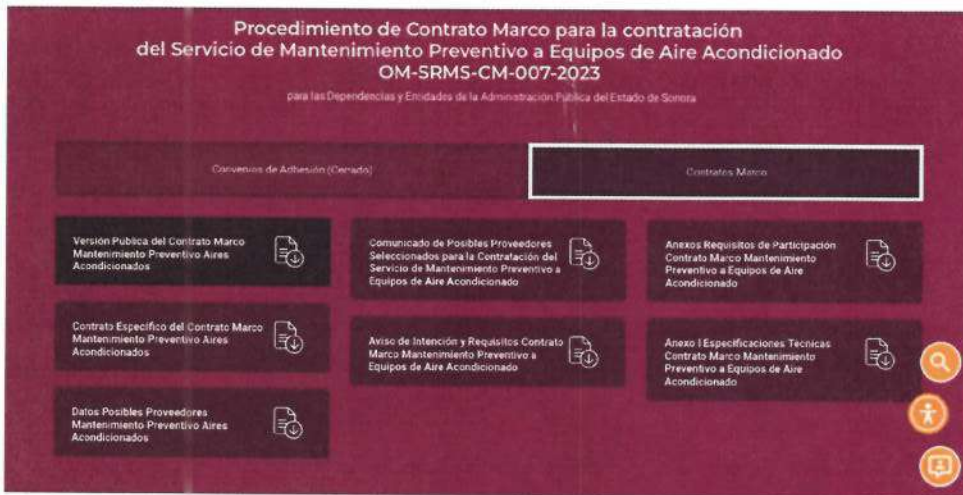 Procedimiento de Contrato Marco para la contratación
del Servicio de Mantenimiento Preventivo a Equipos de Aire Acondicionado
OM-SRMS-CM-007-2023
para las Dependencias y Entidades de la Administración Pública del Estado de Sonora
Convenios de Adhesión (Cerrado)
Contratos Marco
Versión Publica del Contrato Marco
Mantenimiento Preventivo Aires
Acondicionados
Comunicado de Posibles Proveedores
Seleccionados para la Contratación del
Servicio de Mantenimiento Preventivo a
Equipos de Aire Acondicionado
Anexos Requisitos de Participación
Contrato Marco Mantenimiento
Preventivo a Equipos de Aire
Acondicionado
Contrato Específico del Contrato Marco
Mantenimiento Preventivo Aires
Acondicionados
Aviso de Intención y Requisitos Contrato
Marco Mantenimiento Preventivo a
Equipos de Aire Acondicionado
Anexo I Especificaciones Técnicas
Contrato Marco Mantenimiento
Preventivo a Equipos de Aire
Acondicionado
Datos Posibles Proveedores
Mantenimiento Preventivo Aires
Acondicionados